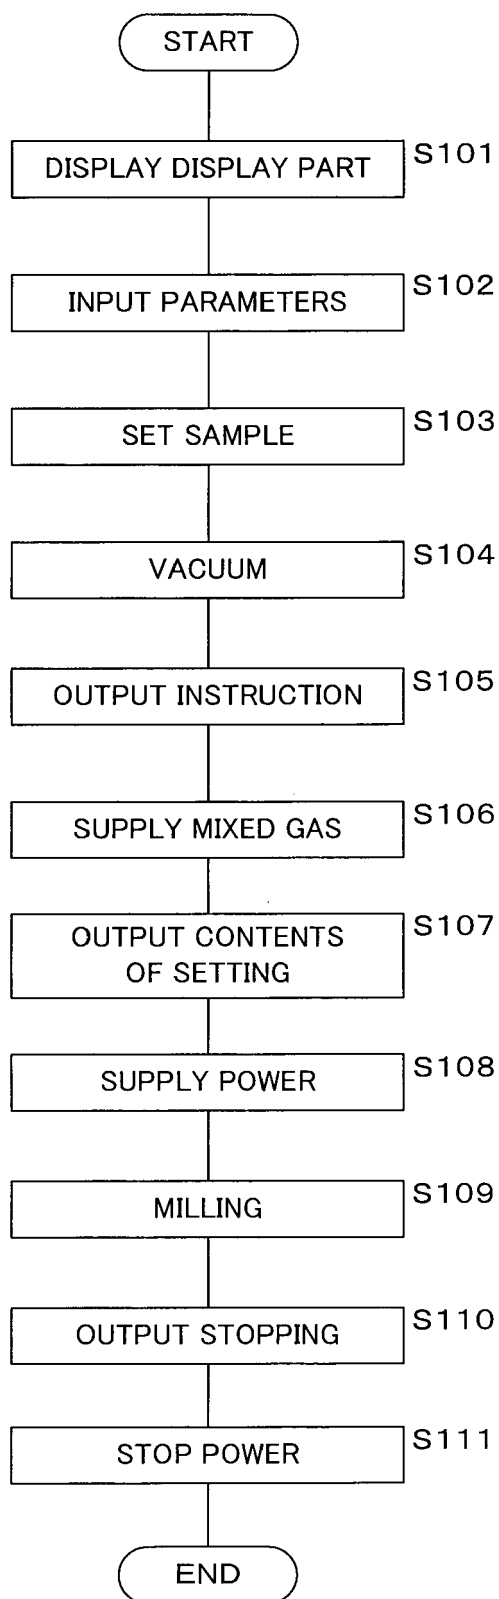 START
DISPLAY DISPLAY PART S101
INPUT PARAMETERS S102
SET SAMPLE S103
VACUUM S104
OUTPUT INSTRUCTION S105
SUPPLY MIXED GAS S106
OUTPUT CONTENTS S107
OF SETTING
SUPPLY POWER S108
MILLING S109
OUTPUT STOPPING S110
STOP POWER S111
END